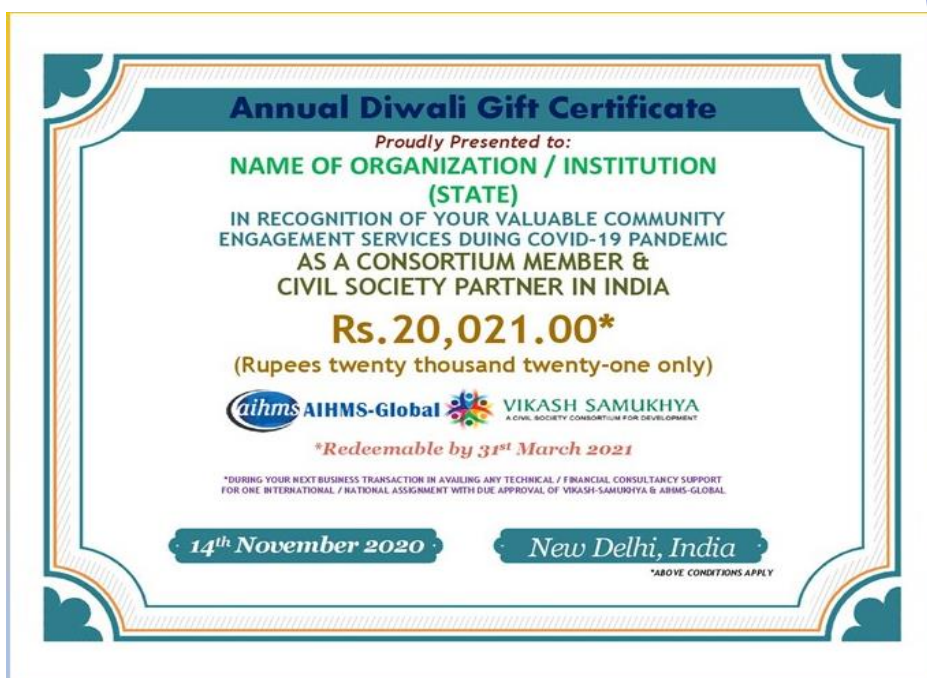 Annual Diwali Gift Certificate
Proudly Presented to:
NAME OF ORGANIZATION / INSTITUTION
(STATE)
IN RECOGNITION OF YOUR VALUABLE COMMUNITY
ENGAGEMENT SERVICES DUING COVID-19 PANDEMIC
AS A CONSORTIUM MEMBER &
CIVIL SOCIETY PARTNER IN INDIA
Rs.20,021.00*
(Rupees twenty thousand twenty-one only)
aihms AIHMS-Global VIKASH SAMUKHYA
A CIVIL SOCIETY CONSORTIUM FOR DEVELOPMENT
*Redeemable by 31st March 2021
*DURING YOUR NEXT BUSINESS TRANSACTION IN AVAILING ANY TECHNICAL / FINANCIAL CONSULTANCY SUPPORT
FOR ONE INTERNATIONAL / NATIONAL ASSIGNMENT WITH DUE APPROVAL OF VIKASH-SAMUKHYA & AIHMS-GLOBAL
14th November 2020 New Delhi, India
*ABOVE CONDITIONS APPLY